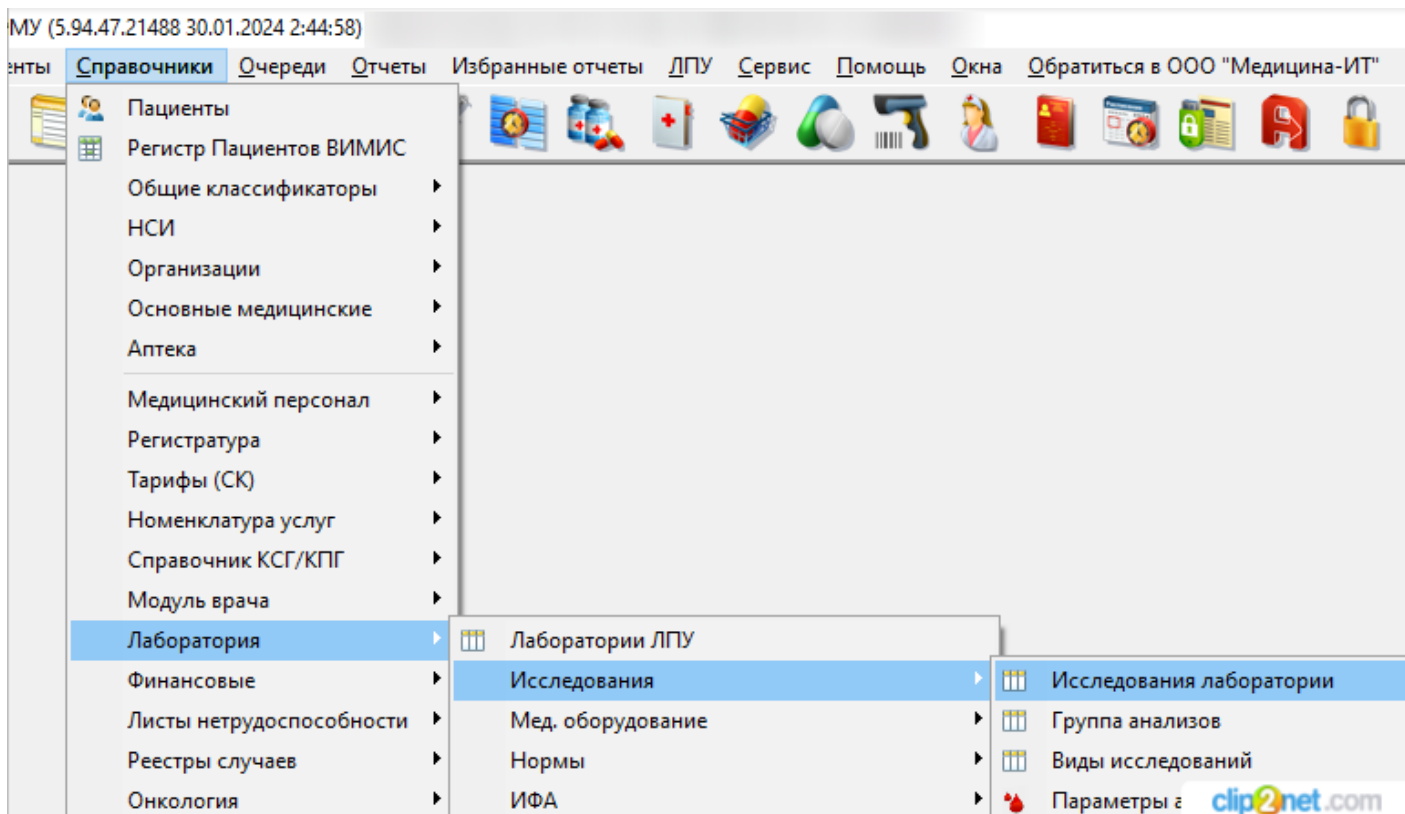 МУ (5.94.47.21488 30.01.2024 2:44:58)
енты Справочники Очереди Отчеты Избранные отчеты ЛПУ Сервис Помощь Окна Обратиться в ООО "Медицина-ИТ"
Пациенты
Регистр Пациентов ВИМИС
Общие классификаторы
НСИ
Организации
Основные медицинские
Аптека
Медицинский персонал
Регистратура
Тарифы (СК)
Номенклатура услуг
Справочник КСГ/КПГ
Модуль врача
Лаборатория
Финансовые
Листы нетрудоспособности
Реестры случаев
Онкология
Лаборатории ЛПУ
Исследования
Мед. оборудование
Нормы
ИФА
Исследования лаборатории
Группа анализов
Виды исследований
Параметры а
clip2net.com